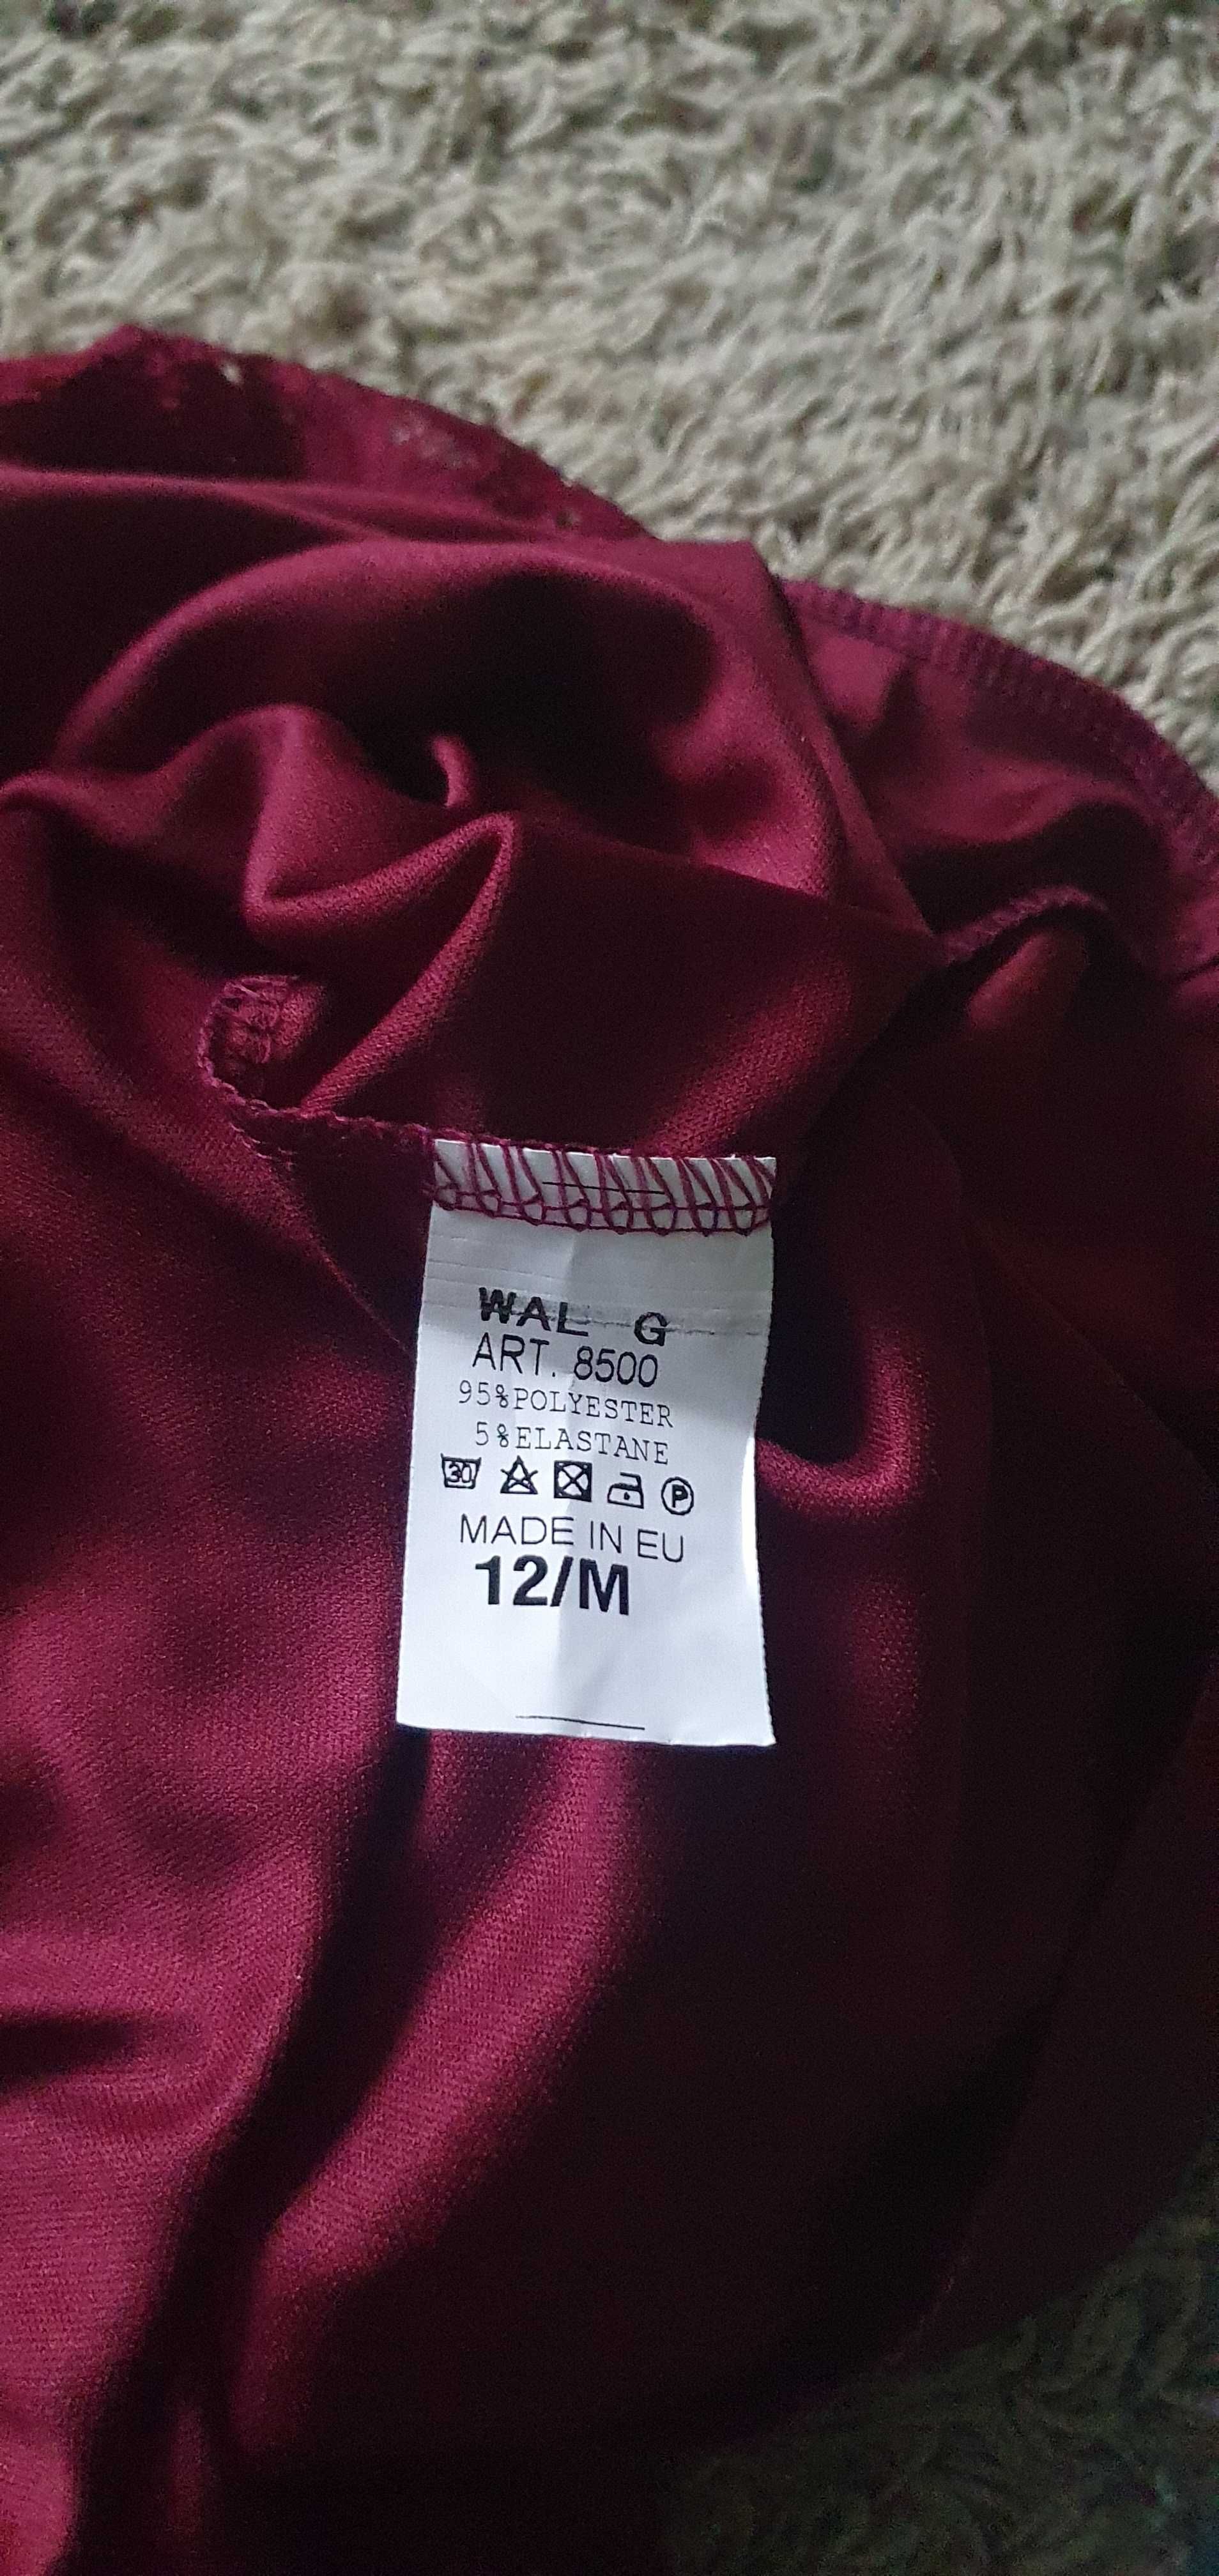 WAL G
ART. 8500
95%POLYESTER
5%ELASTANE
30 P
MADE IN EU
12/M